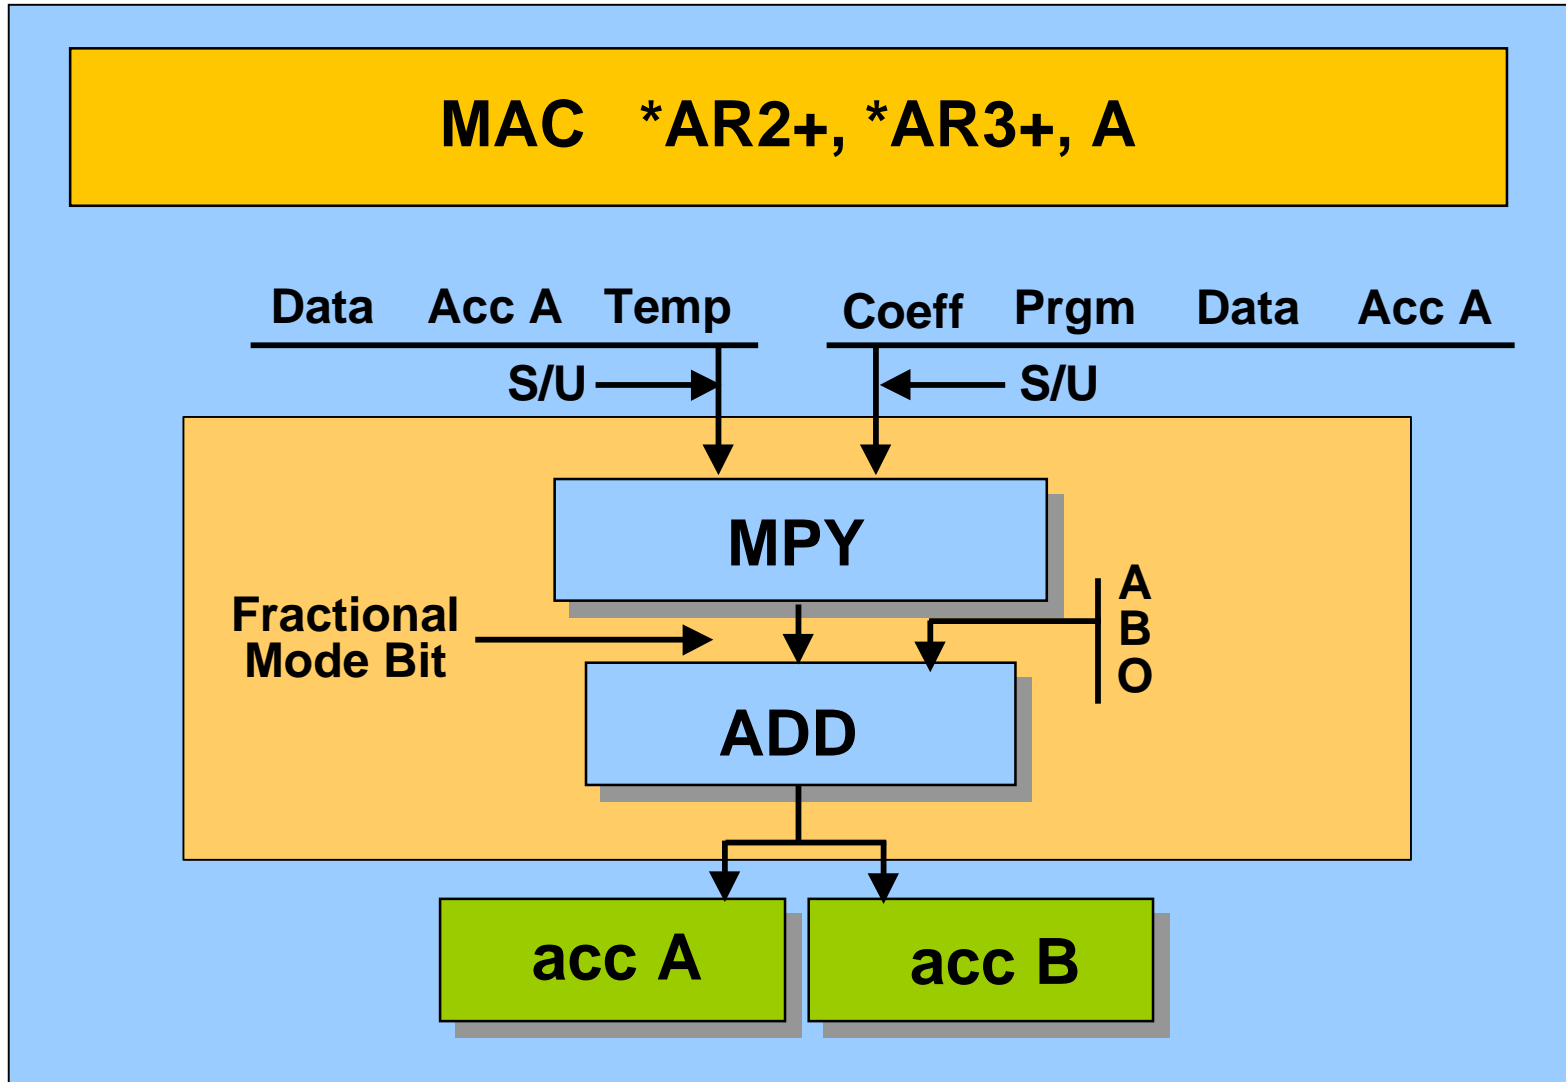 MAC *AR2+, *AR3+, A
Data Acc A Temp
Coeff Prgm Data Acc A
S/U
S/U
MPY
Fractional
Mode Bit
A
B
O
ADD
acc A
acc B